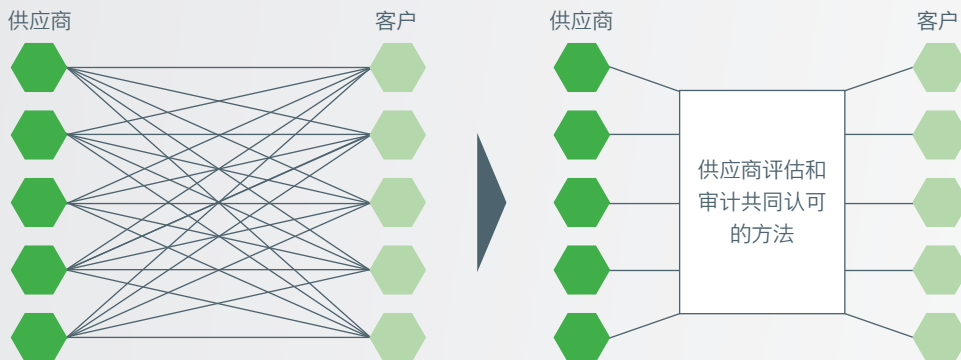 供应商
客户
供应商
客户
供应商评估和
审计共同认可
的方法